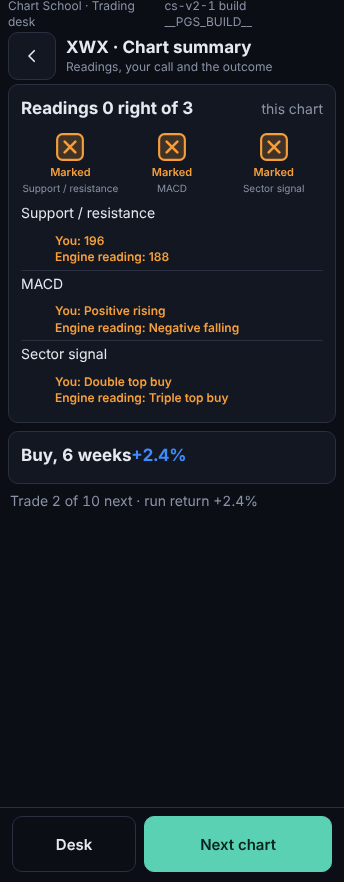 Chart School · Trading desk
cs-v2-1 build __PGS_BUILD__
XWX · Chart summary
Readings, your call and the outcome
Readings 0 right of 3
this chart
Marked
Support / resistance
Marked
MACD
Marked
Sector signal
Support / resistance
You: 196
Engine reading: 188
MACD
You: Positive rising
Engine reading: Negative falling
Sector signal
You: Double top buy
Engine reading: Triple top buy
Buy, 6 weeks+2.4%
Trade 2 of 10 next · run return +2.4%
Desk
Next chart